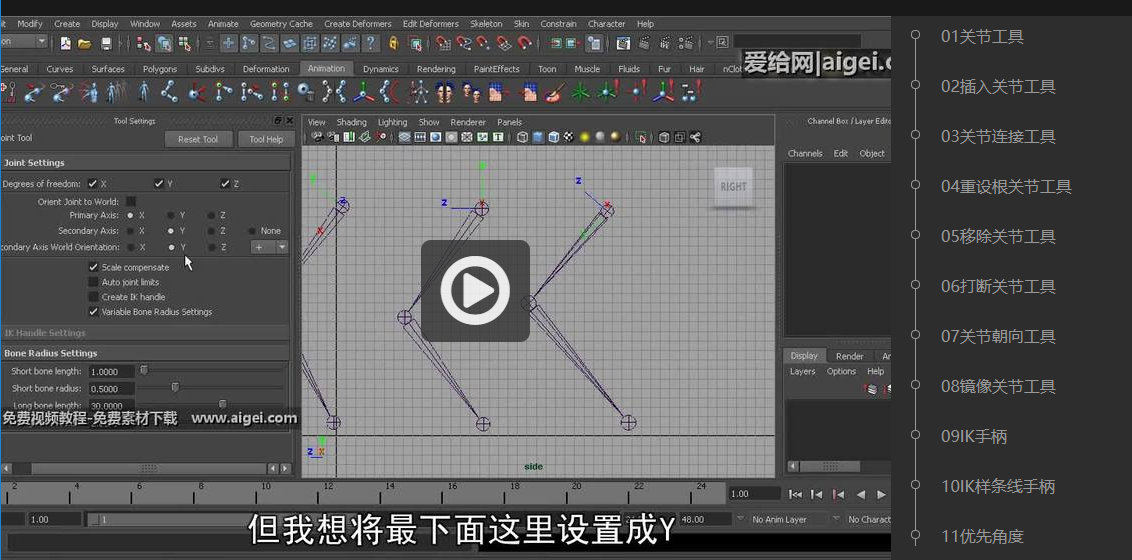 Modify Create Display Window Assets Animate Geometry Cache Create Deformers Edit Deformers Skeleton Skin Constrain Character Help
General Curves Surfaces Polygons Subdivs Deformation Animation Dynamics Rendering PaintEffects Toon Muscle Fluids Fur Hair nClot
爱给网|aigei.c
Tool Settings
Joint Tool
Reset Tool Tool Help
Joint Settings
Degrees of freedom: X Y Z
Orient Joint to World:
Primary Axis: X Y Z
Secondary Axis: X Y Z None
condary Axis World Orientation: X Y Z +
Scale compensate
Auto joint limits
Create IK handle
Variable Bone Radius Settings
IK Handle Settings
Bone Radius Settings
Short bone length: 1.0000
Short bone radius: 0.5000
Long bone length: 30.0000
免费视频教程-免费素材下载 www.aigei.com
View Shading Lighting Show Renderer Panels
RIGHT
z
x
y
z
y
z
x
side
z x
Channel Box / Layer Edito
Channels Edit Object
Display Render An
Layers Options Help
2 4 6 8 10 12 14 16 18 20 22 24
1.00
1.00 1 24.00 48.00 No Anim Layer No Charact
但我想将最下面这里设置成Y
01关节工具
02插入关节工具
03关节连接工具
04重设根关节工具
05移除关节工具
06打断关节工具
07关节朝向工具
08镜像关节工具
09IK手柄
10IK样条线手柄
11优先角度